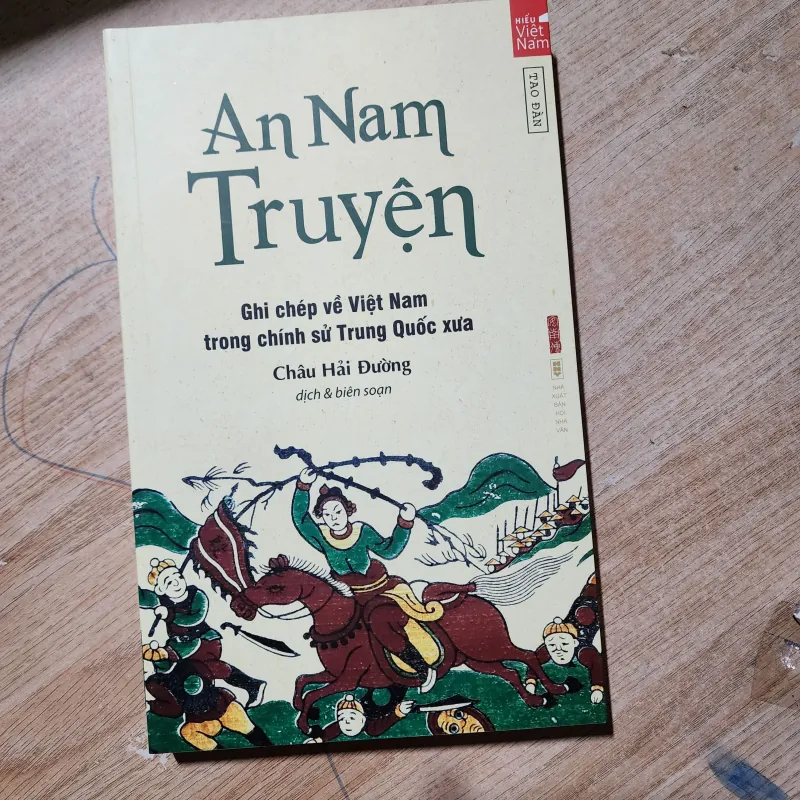 HIỂU
Việt
Nam
TAO ĐÀN
An Nam
Truyện
Ghi chép về Việt Nam
trong chính sử Trung Quốc xưa
Châu Hải Đường
dịch & biên soạn
NHÀ
XUẤT
BẢN
HỘI
NHÀ
VĂN